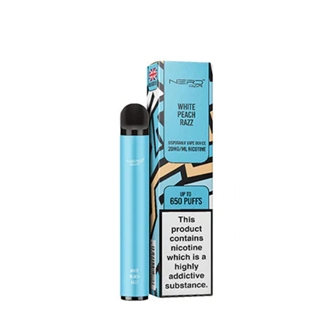 NERO
WHITE
PEACH
RAZZ
DISPOSABLE VAPE DEVICE
20MG/ML NICOTINE
UP TO
650 PUFFS
This
product
contains
nicotine
which is a
highly
addictive
substance.